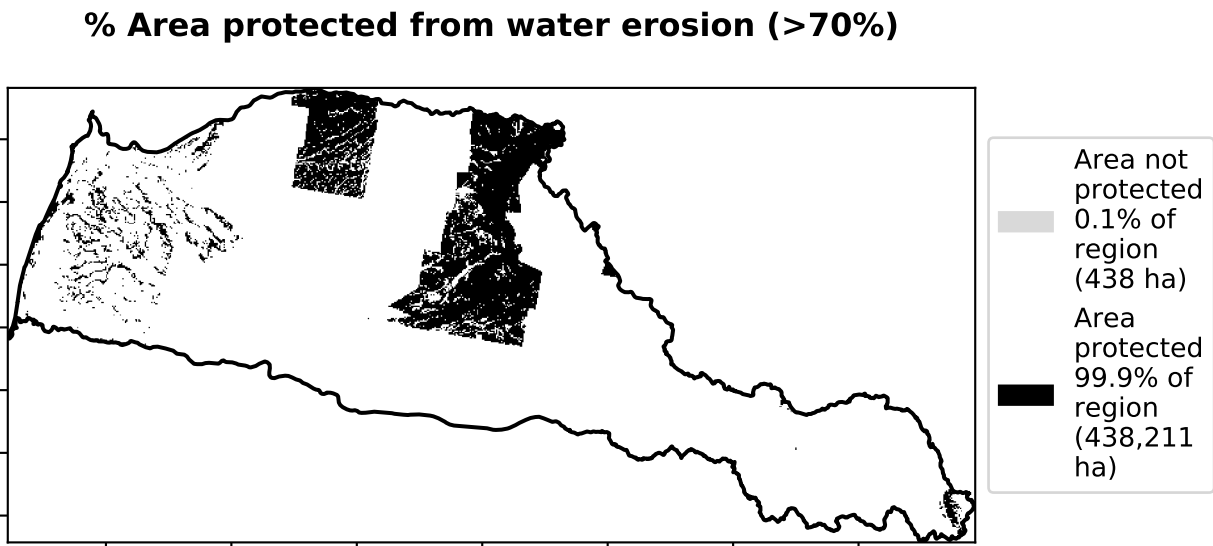 % Area protected from water erosion (>70%)
Area not
protected
0.1% of
region
(438 ha)
Area
protected
99.9% of
region
(438,211
ha)